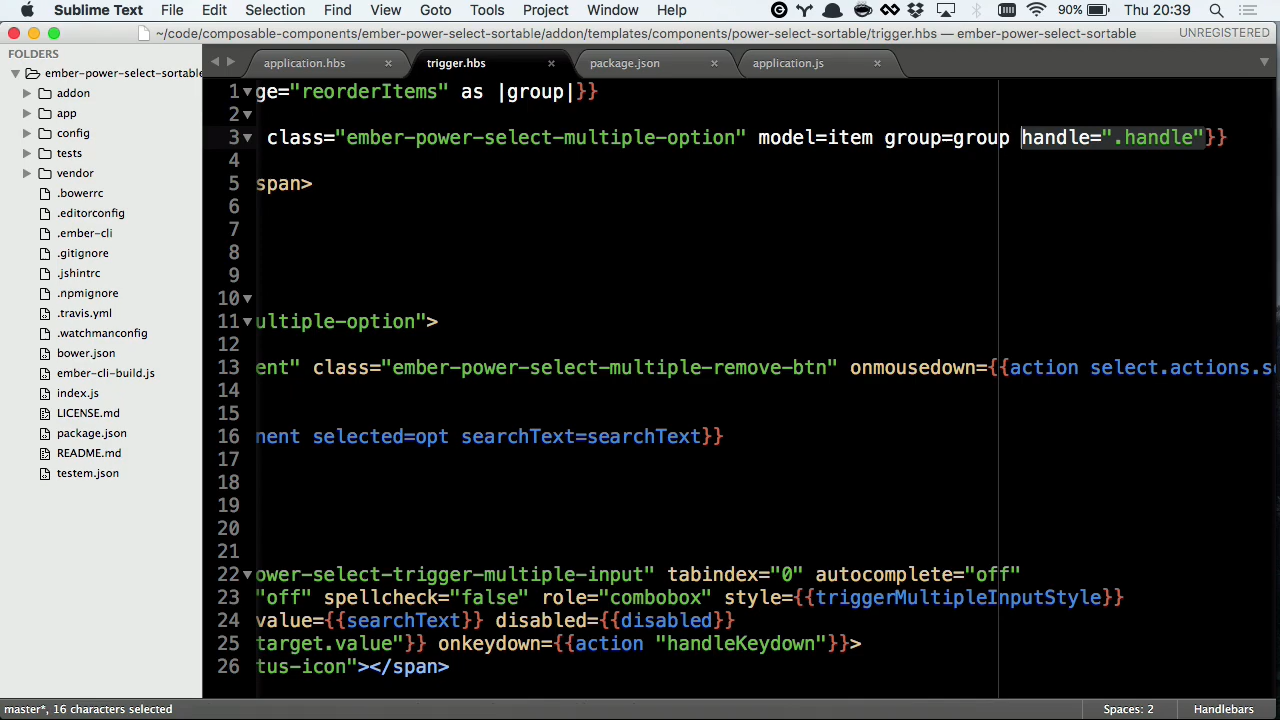 Sublime Text File Edit Selection Find View Goto Tools Project Window Help 90% Thu 20:39
~/code/composable-components/ember-power-select-sortable/addon/templates/components/power-select-sortable/trigger.hbs — ember-power-select-sortable UNREGISTERED
FOLDERS
ember-power-select-sortable
addon
app
config
tests
vendor
.bowerrc
.editorconfig
.ember-cli
.gitignore
.jshintrc
.npmignore
.travis.yml
.watchmanconfig
bower.json
ember-cli-build.js
index.js
LICENSE.md
package.json
README.md
testem.json
application.hbs × trigger.hbs × package.json × application.js ×
1 ge="reorderItems" as |group|}}
2
3 class="ember-power-select-multiple-option" model=item group=group handle=".handle"}}
4
5 span>
6
7
8
9
10
11 ultiple-option">
12
13 ent" class="ember-power-select-multiple-remove-btn" onmousedown={{action select.actions.se
14
15
16 nent selected=opt searchText=searchText}}
17
18
19
20
21
22 ower-select-trigger-multiple-input" tabindex="0" autocomplete="off"
23 "off" spellcheck="false" role="combobox" style={{triggerMultipleInputStyle}}
24 value={{searchText}} disabled={{disabled}}
25 target.value"}} onkeydown={{action "handleKeydown"}}>
26 tus-icon"></span>
master*, 16 characters selected Spaces: 2 Handlebars